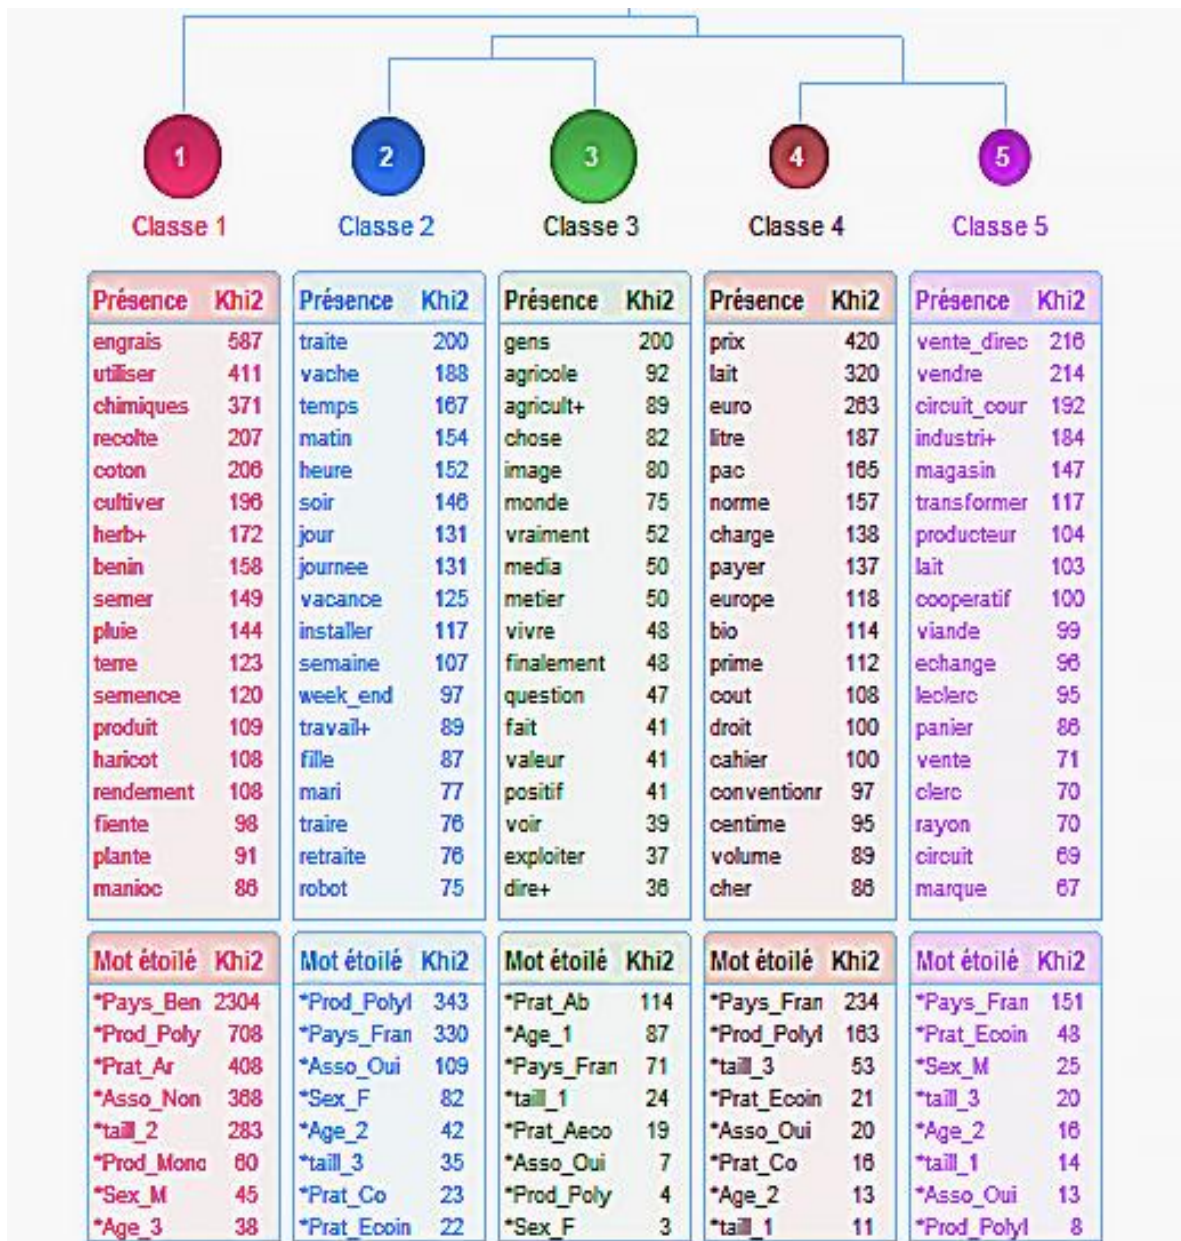 1 2 3 4 5
Classe 1 Classe 2 Classe 3 Classe 4 Classe 5
Présence Khi2 Présence Khi2 Présence Khi2 Présence Khi2 Présence Khi2
engrais 587 traite 200 gens 200 prix 420 vente_direc 216
utiliser 411 vache 188 agricole 92 lait 320 vendre 214
chimiques 371 temps 167 agricult+ 89 euro 263 circuit_cour 192
recolte 207 matin 154 chose 82 litre 187 industri+ 184
coton 206 heure 152 image 80 pac 165 magasin 147
cultiver 196 soir 146 monde 75 norme 157 transformer 117
herb+ 172 jour 131 vraiment 52 charge 138 producteur 104
benin 158 journee 131 media 50 payer 137 lait 103
semer 149 vacance 125 metier 50 europe 118 cooperatif 100
pluie 144 installer 117 vivre 48 bio 114 viande 99
terre 123 semaine 107 finalement 48 prime 112 echange 96
semence 120 week_end 97 question 47 cout 108 leclerc 95
produit 109 travail+ 89 fait 41 droit 100 panier 86
haricot 108 fille 87 valeur 41 cahier 100 vente 71
rendement 108 mari 77 positif 41 conventionr 97 clerc 70
fiente 98 traire 76 voir 39 centime 95 rayon 70
plante 91 retraite 76 exploiter 37 volume 89 circuit 69
manioc 86 robot 75 dire+ 36 cher 86 marque 67
Mot étoilé Khi2 Mot étoilé Khi2 Mot étoilé Khi2 Mot étoilé Khi2 Mot étoilé Khi2
*Pays_Ben 2304 *Prod_Polyl 343 *Prat_Ab 114 *Pays_Fran 234 *Pays_Fran 151
*Prod_Poly 708 *Pays_Fran 330 *Age_1 87 *Prod_Polyl 163 *Prat_Ecoin 48
*Prat_Ar 408 *Asso_Oui 109 *Pays_Fran 71 *taill_3 53 *Sex_M 25
*Asso_Non 368 *Sex_F 82 *taill_1 24 *Prat_Ecoin 21 *taill_3 20
*taill_2 283 *Age_2 42 *Prat_Aeco 19 *Asso_Oui 20 *Age_2 16
*Prod_Monc 60 *taill_3 35 *Asso_Oui 7 *Prat_Co 16 *taill_1 14
*Sex_M 45 *Prat_Co 23 *Prod_Poly 4 *Age_2 13 *Asso_Oui 13
*Age_3 38 *Prat_Ecoin 22 *Sex_F 3 *taill_1 11 *Prod_Polyl 8